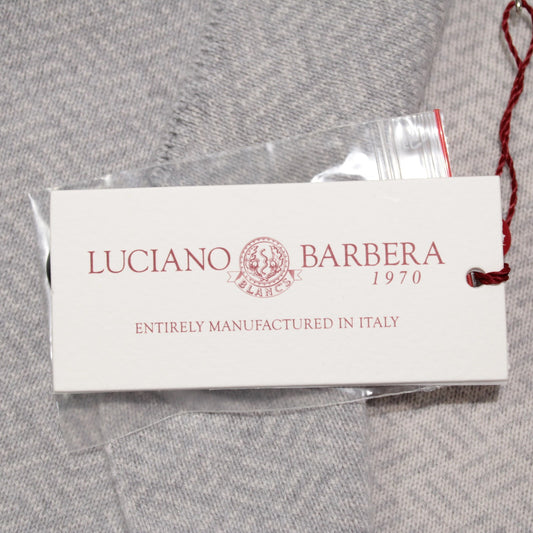 LUCIANO BARBERA
1970
BLANCS
ENTIRELY MANUFACTURED IN ITALY